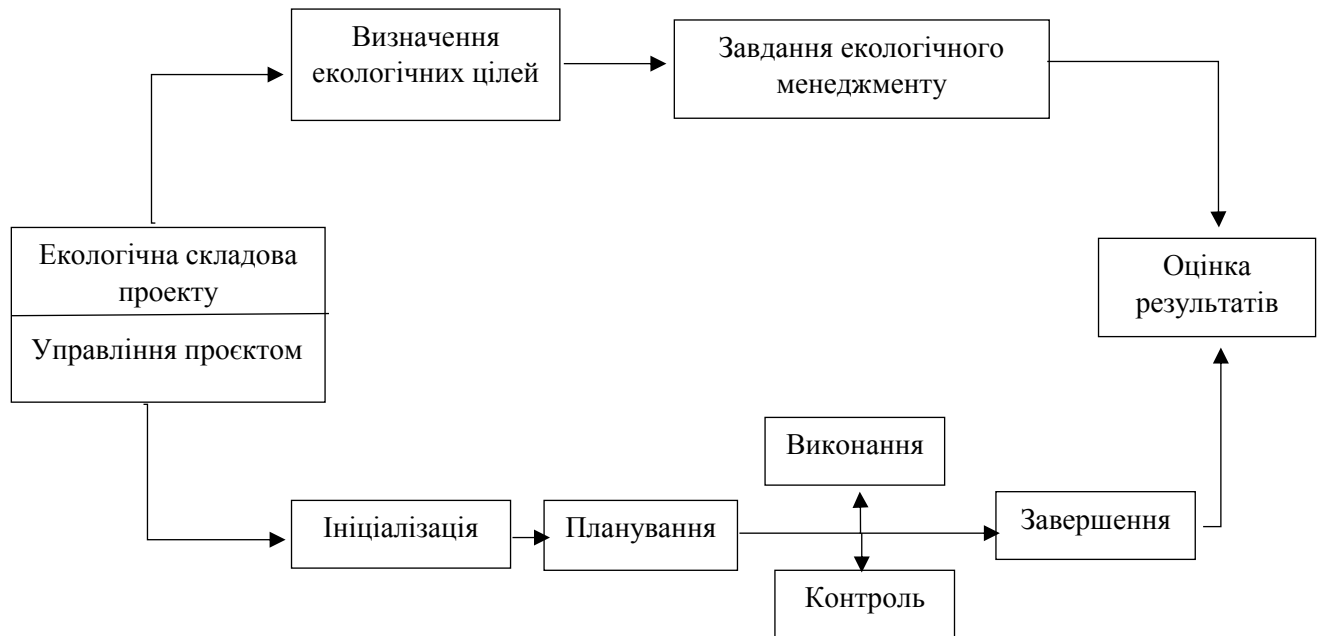 Визначення
екологічних цілей
Завдання екологічного
менеджменту
Екологічна складова
проекту
Управління проєктом
Оцінка
результатів
Виконання
Ініціалізація
Планування
Завершення
Контроль